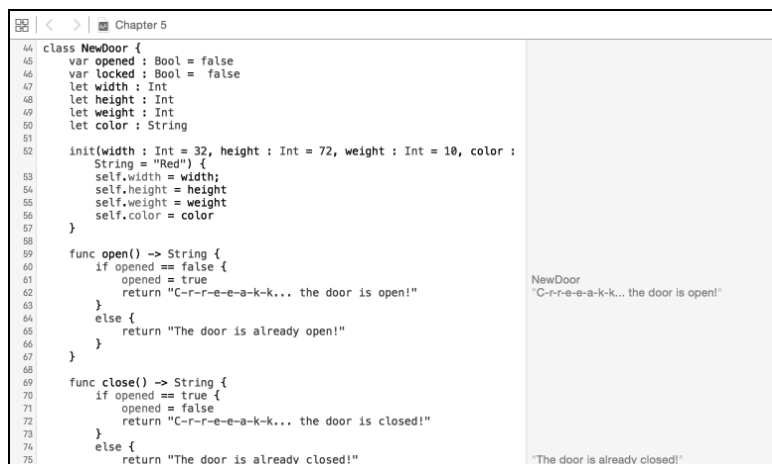 Chapter 5
44 class NewDoor {
45     var opened : Bool = false
46     var locked : Bool =  false
47     let width : Int
48     let height : Int
49     let weight : Int
50     let color : String
51
52     init(width : Int = 32, height : Int = 72, weight : Int = 10, color :
        String = "Red") {
53         self.width = width;
54         self.height = height
55         self.weight = weight
56         self.color = color
57     }
58
59     func open() -> String {
60         if opened == false {
61             opened = true NewDoor
62             return "C-r-r-e-e-a-k-k... the door is open!" "C-r-r-e-e-a-k-k... the door is open!"
63         }
64         else {
65             return "The door is already open!"
66         }
67     }
68
69     func close() -> String {
70         if opened == true {
71             opened = false
72             return "C-r-r-e-e-a-k-k... the door is closed!"
73         }
74         else {
75             return "The door is already closed!" "The door is already closed!"